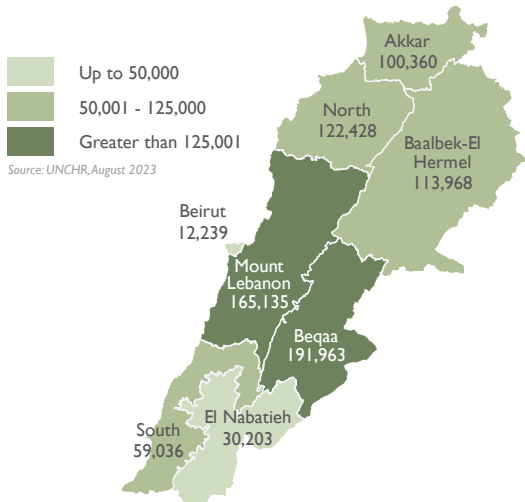 Up to 50,000
50,001 - 125,000
Greater than 125,001
Source: UNCHR, August 2023
Akkar
100,360
North
122,428
Baalbek-El
Hermel
113,968
Beirut
12,239
Mount
Lebanon
165,135
Beqaa
191,963
El Nabatieh
30,203
South
59,036